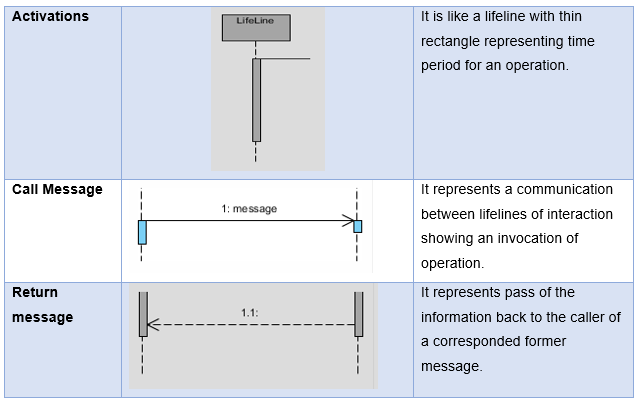 Activations
LifeLine
It is like a lifeline with thin
rectangle representing time
period for an operation.
Call Message
1: message
It represents a communication
between lifelines of interaction
showing an invocation of
operation.
Return
message
1.1:
It represents pass of the
information back to the caller of
a corresponded former
message.